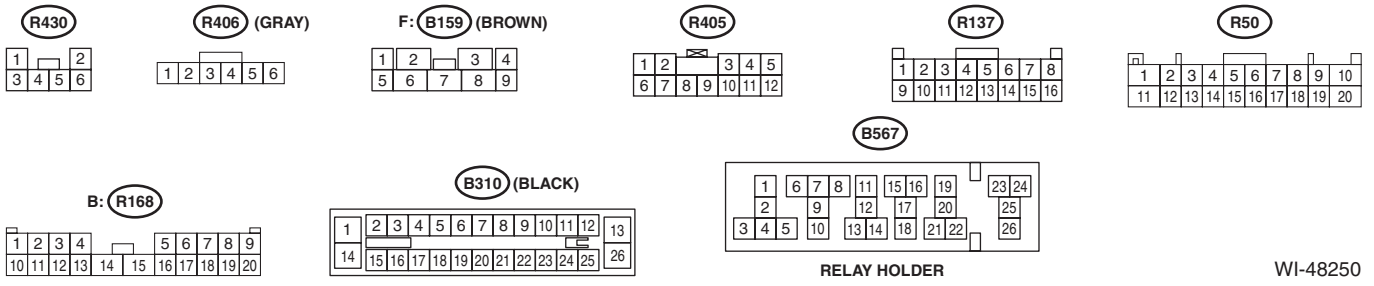 R430
1 2
3 4 5 6
R406 (GRAY)
1 2 3 4 5 6
F: B159 (BROWN)
1 2 3 4
5 6 7 8 9
R405
1 2 3 4 5
6 7 8 9 10 11 12
R137
1 2 3 4 5 6 7 8
9 10 11 12 13 14 15 16
R50
1 2 3 4 5 6 7 8 9 10
11 12 13 14 15 16 17 18 19 20
B: R168
1 2 3 4 5 6 7 8 9
10 11 12 13 14 15 16 17 18 19 20
B310 (BLACK)
1 2 3 4 5 6 7 8 9 10 11 12 13
14 15 16 17 18 19 20 21 22 23 24 25 26
B567
1 6 7 8 11 15 16 19 23 24
2 9 12 17 20 25
3 4 5 10 13 14 18 21 22 26
RELAY HOLDER
WI-48250